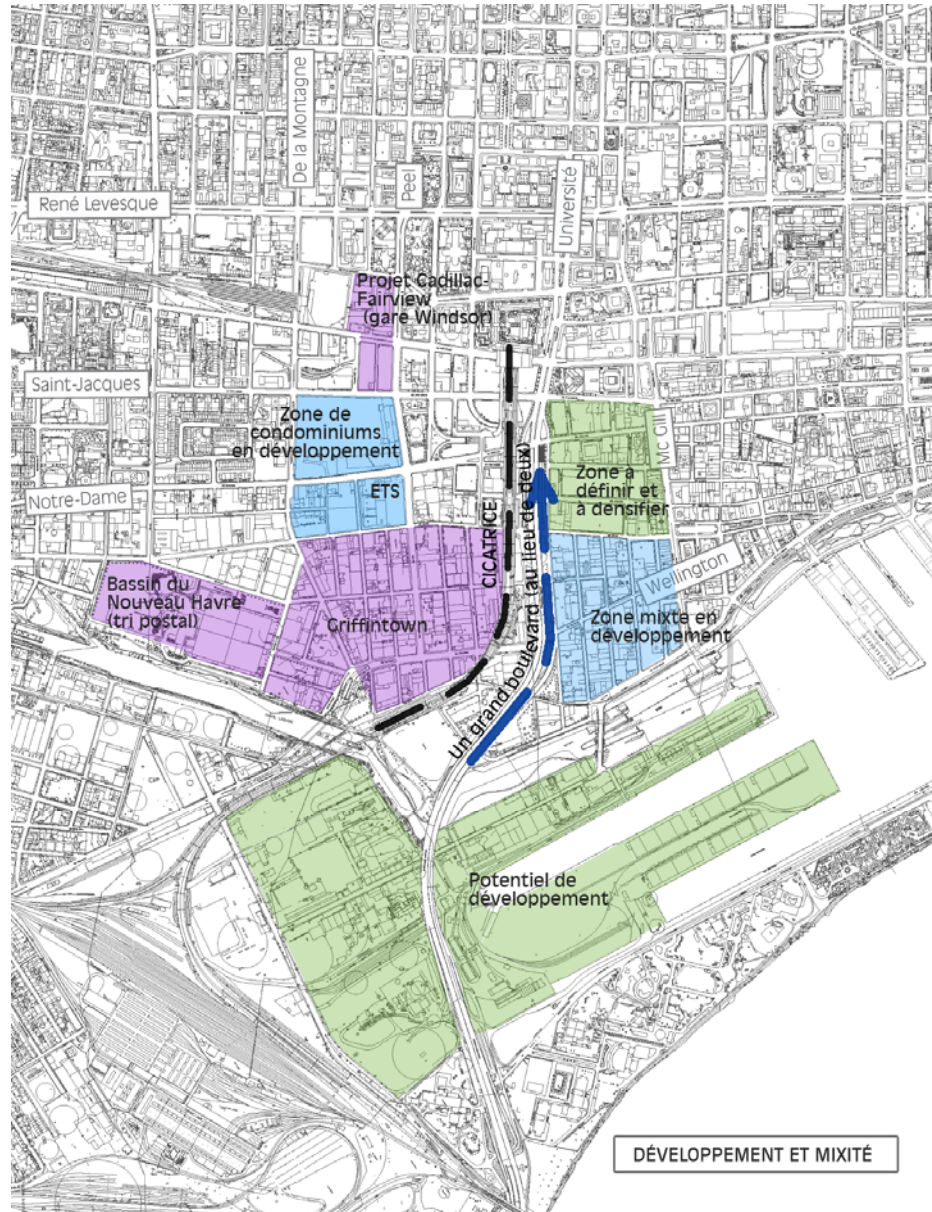 De la Montagne
Peel
Université
René Levesque
Projet Cadillac-
Fairview
(gare Windsor)
Saint-Jacques
Zone de
condominiums
en développement
Mc Gill
Notre-Dame
ETS
Zone à
définir et
à densifier
CICATRICE
Un grand boulevard (au lieu de deux)
Wellington
Bassin du
Nouveau Havre
(tri postal)
Griffintown
Zone mixte en
développement
Potentiel de
développement
DÉVELOPPEMENT ET MIXITÉ